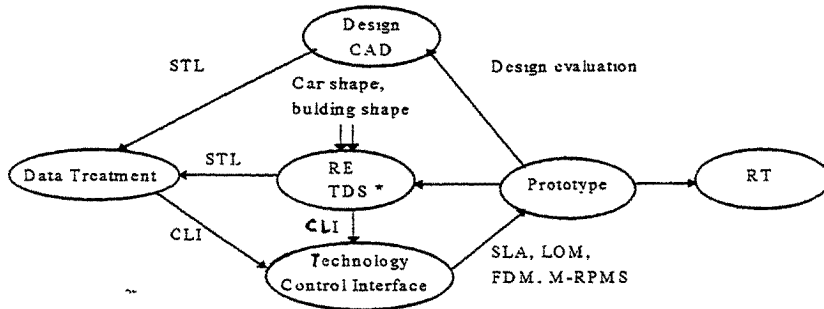 Design
CAD
STL
Design evaluation
Car shape,
bulding shape
Data Treatment
STL
RE
TDS *
Prototype
RT
CLI
CLI
Technology
Control Interface
SLA, LOM,
FDM. M-RPMS